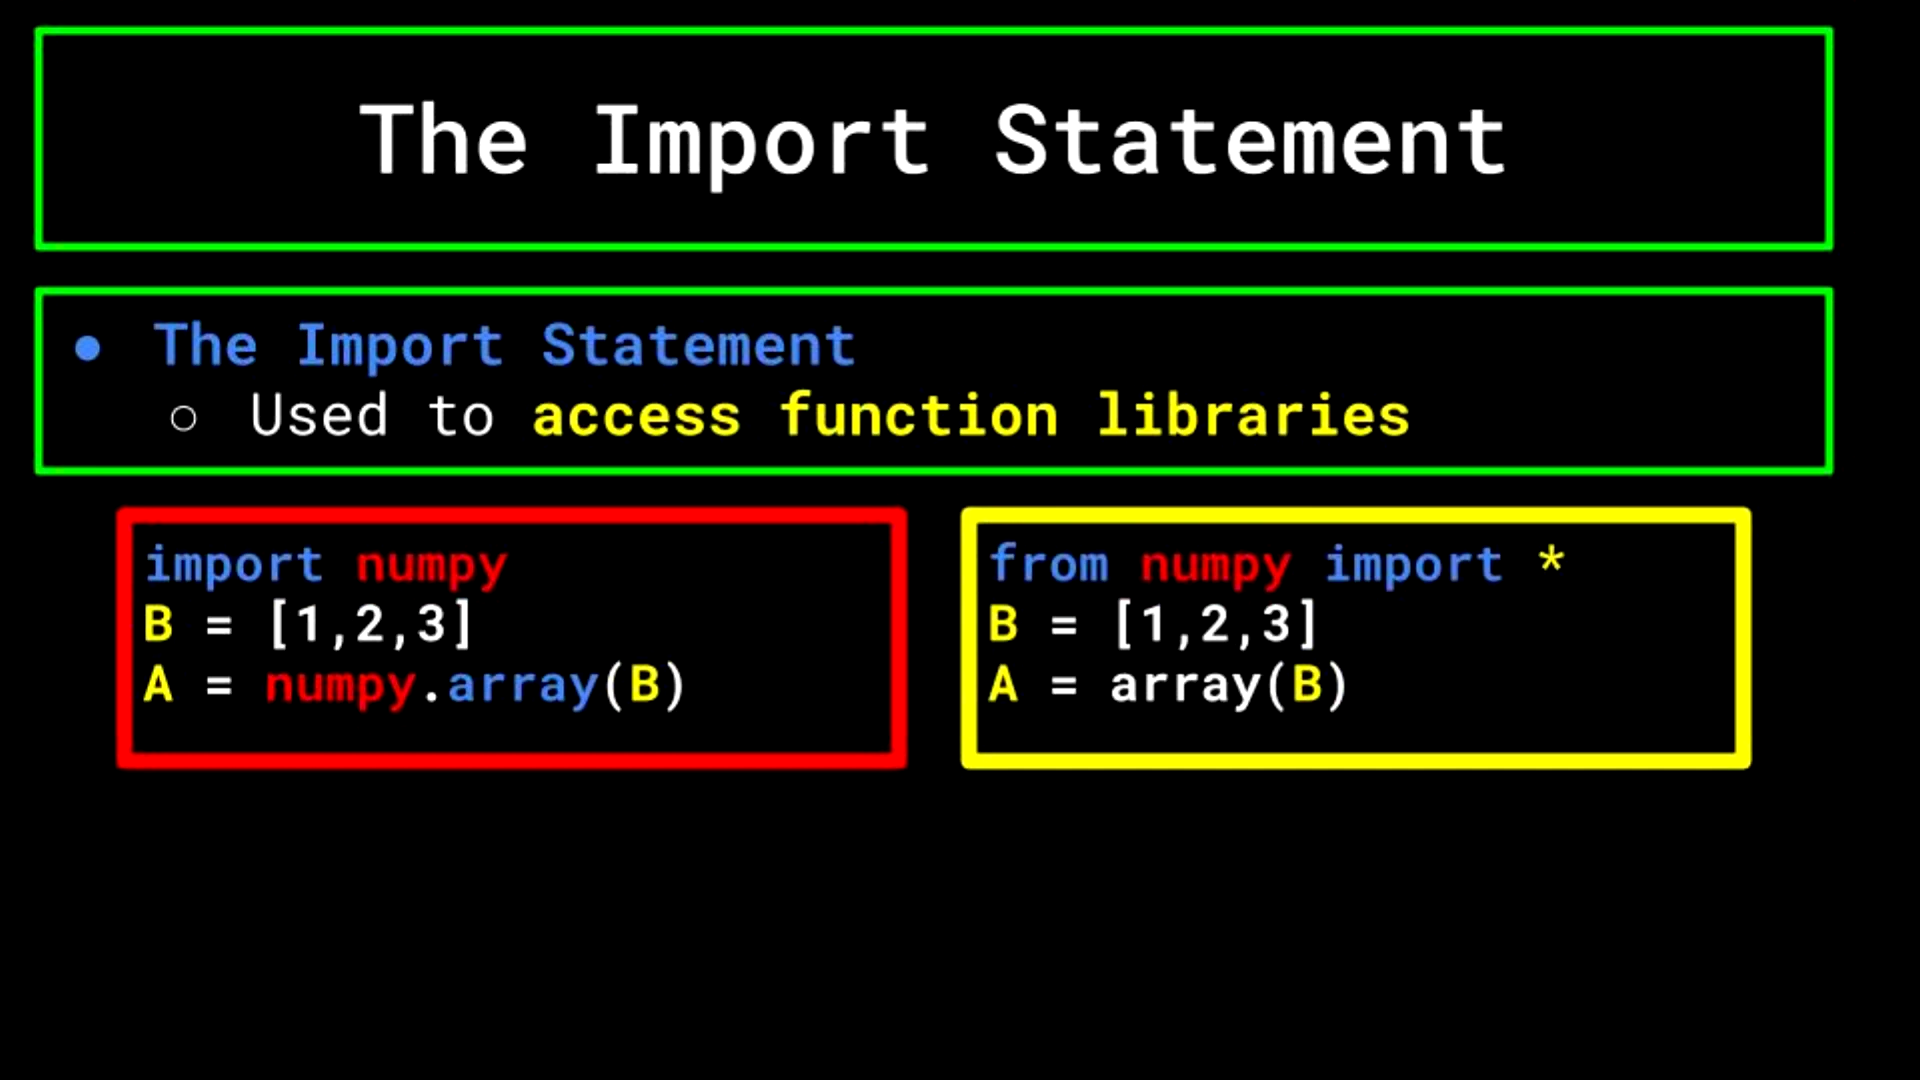 The Import Statement
● The Import Statement
○ Used to access function libraries
import numpy
B = [1,2,3]
A = numpy.array(B)
from numpy import *
B = [1,2,3]
A = array(B)